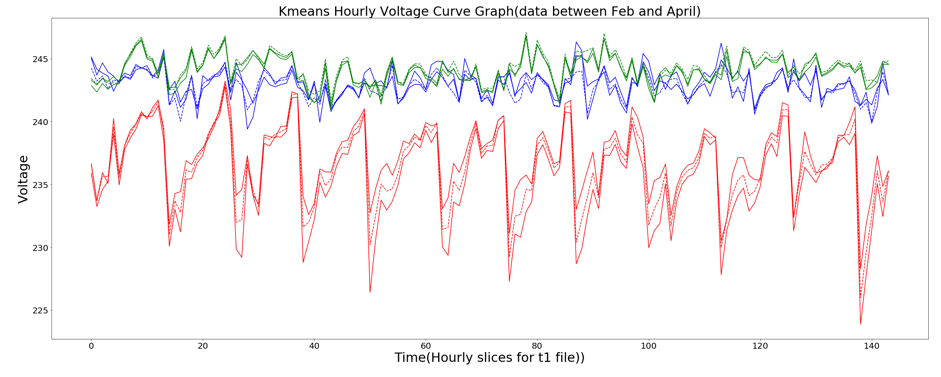 Kmeans Hourly Voltage Curve Graph(data between Feb and April)
245
240
235
230
225
Voltage
0 20 40 60 80 100 120 140
Time(Hourly slices for t1 file))